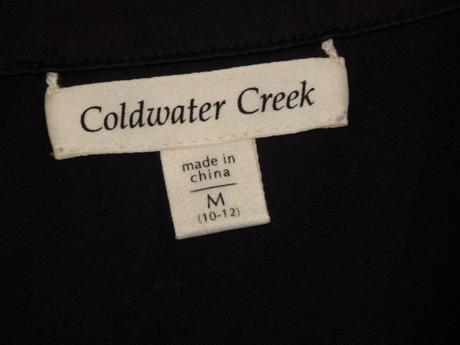 Coldwater Creek
made in
china
M
(10-12)